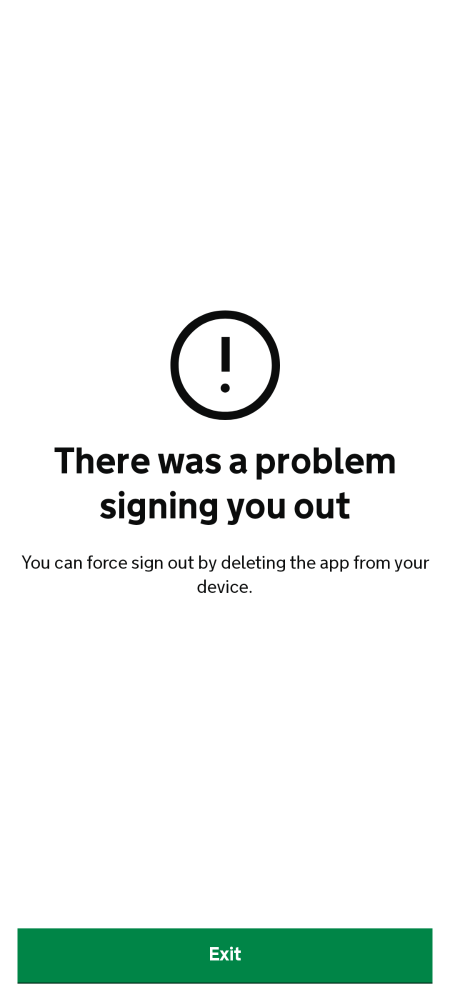 There was a problem
signing you out
You can force sign out by deleting the app from your
device.
Exit